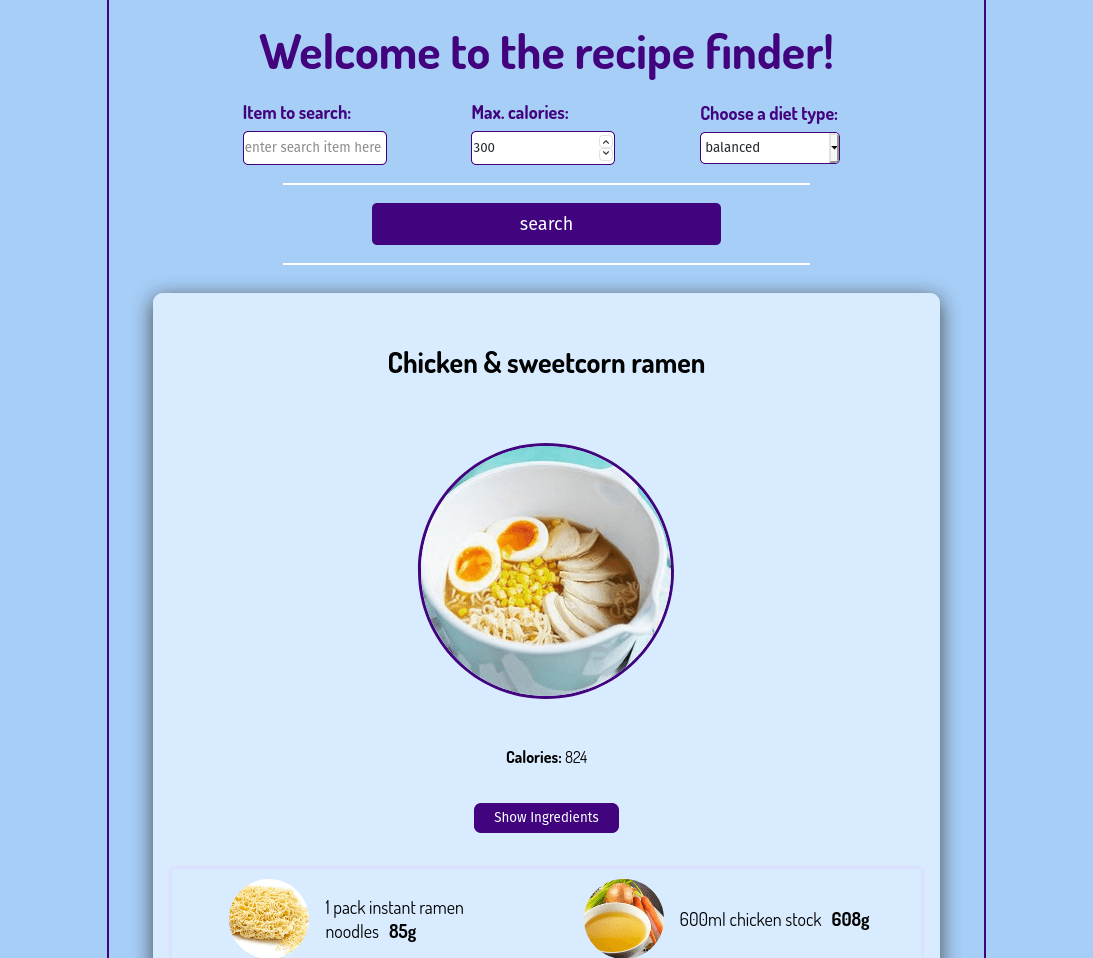 Welcome to the recipe finder!
Item to search:
Max. calories:
Choose a diet type:
enter search item here
300
balanced
search
Chicken & sweetcorn ramen
Calories: 824
Show Ingredients
1 pack instant ramen
noodles 85g
600ml chicken stock 608g